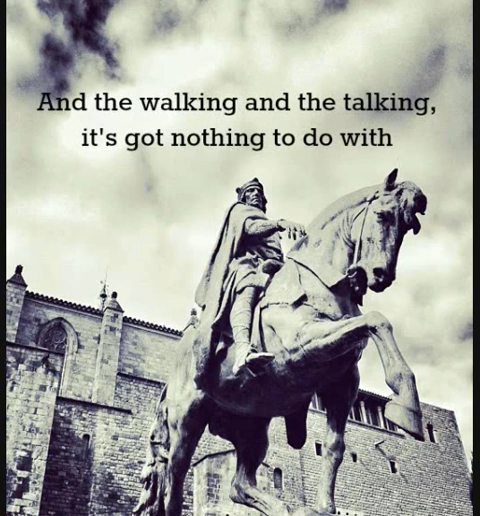 And the walking and the talking,
it's got nothing to do with